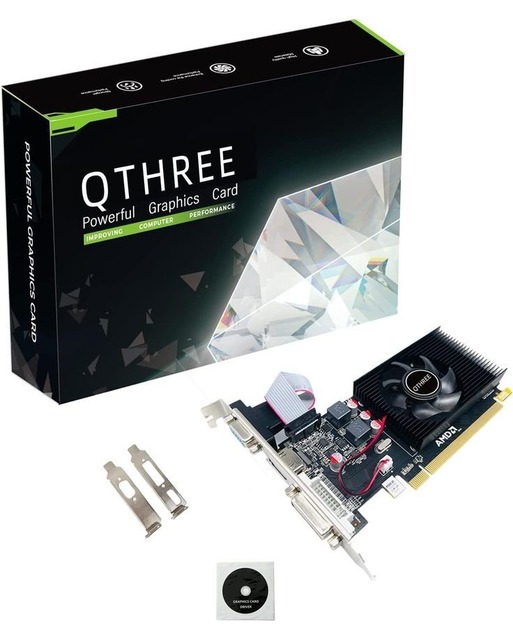 QTHREE
Powerful Graphics Card
IMPROVING COMPUTER PERFORMANCE
POWERFUL GRAPHICS CARD
QTHREE
AMD
GRAPHICS CARD
DRIVER